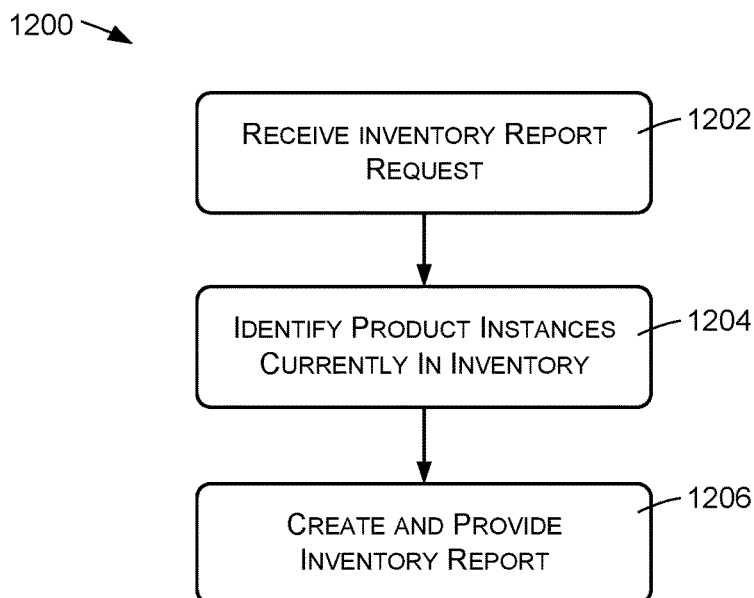 1200
RECEIVE INVENTORY REPORT
REQUEST
1202
IDENTIFY PRODUCT INSTANCES
CURRENTLY IN INVENTORY
1204
CREATE AND PROVIDE
INVENTORY REPORT
1206